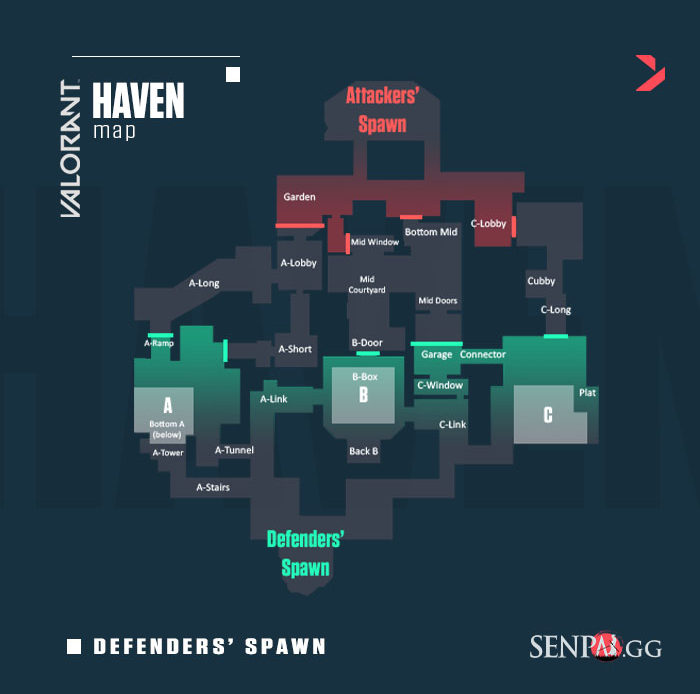 VALORANT
HAVEN
map
Attackers'
Spawn
Garden
C-Lobby
Mid Window
Bottom Mid
A-Lobby
A-Long
Mid
Courtyard
Cubby
Mid Doors
C-Long
A-Ramp
A-Short
B-Door
Garage Connector
B-Box
B
C-Window
A
Bottom A
(below)
A-Link
Plat
C
C-Link
A-Tower
A-Tunnel
Back B
A-Stairs
Defenders'
Spawn
DEFENDERS' SPAWN
SENPAI.GG